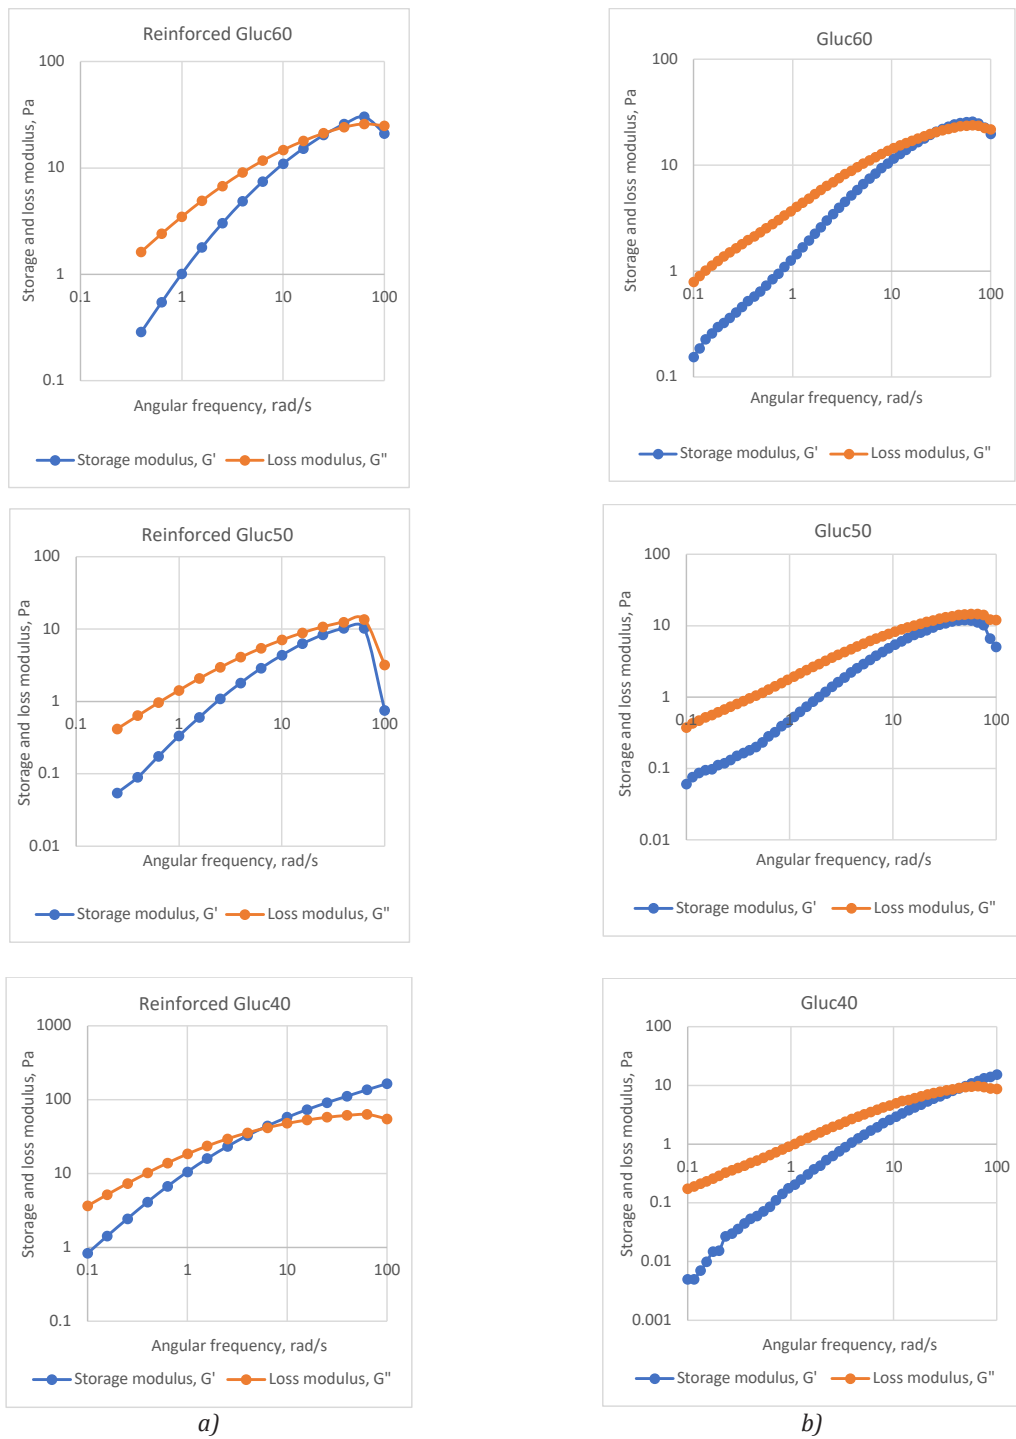 Reinforced Gluc60
Storage and loss modulus, Pa
100
10
1
0.1
0.1 1 10 100
Angular frequency, rad/s
Storage modulus, G' Loss modulus, G"
Gluc60
Storage and loss modulus, Pa
100
10
1
0.1
0.1 1 10 100
Angular frequency, rad/s
Storage modulus, G' Loss modulus, G"
Reinforced Gluc50
Storage and loss modulus, Pa
100
10
1
0.1
0.01
0.1 1 10 100
Angular frequency, rad/s
Storage modulus, G' Loss modulus, G"
Gluc50
Storage and loss modulus, Pa
100
10
1
0.1
0.01
0.1 1 10 100
Angular frequency, rad/s
Storage modulus, G' Loss modulus, G"
Reinforced Gluc40
Storage and loss modulus, Pa
1000
100
10
1
0.1
0.1 1 10 100
Angular frequency, rad/s
Storage modulus, G' Loss modulus, G"
Gluc40
Storage and loss modulus, Pa
100
10
1
0.1
0.01
0.001
0.1 1 10 100
Angular frequency, rad/s
Storage modulus, G' Loss modulus, G"
a) b)